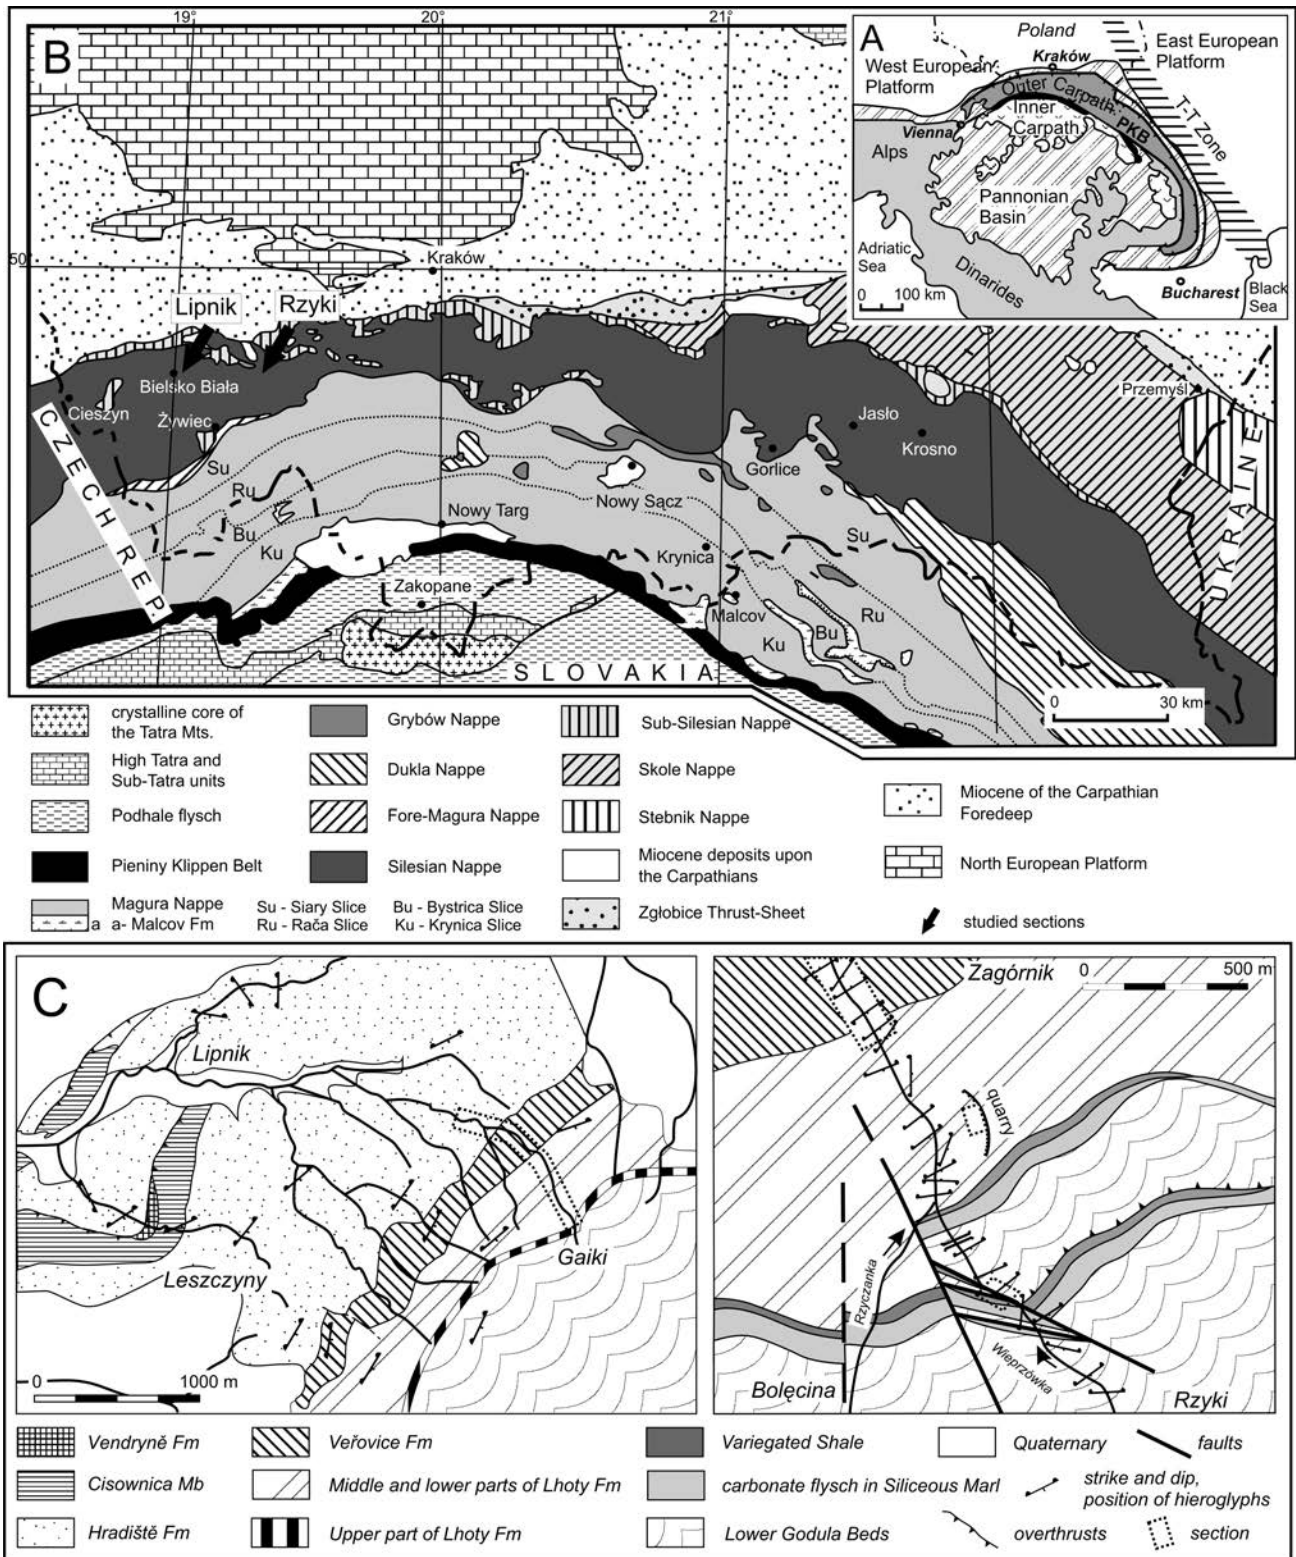 19°
20°
21°
B
50°
Kraków
Lipnik
Rzyki
Bielsko Biała
Cieszyn
Żywiec
CZECH REP
Su
Ru
Bu
Ku
Nowy Targ
Zakopane
Nowy Sącz
Krynica
Malcov
Gorlice
Jasło
Krosno
Przemyśl
UKRAINE
Su
Ru
Bu
Ku
SLOVAKIA
0 30 km
A
Poland
Kraków
East European
Platform
West European
Platform
Outer Carpath.
Inner
Carpath.
PKB
T-T Zone
Vienna
Alps
Pannonian
Basin
Adriatic
Sea
Dinarides
Bucharest
Black
Sea
0 100 km
crystalline core of
the Tatra Mts.
High Tatra and
Sub-Tatra units
Podhale flysch
Pieniny Klippen Belt
Magura Nappe
a a- Malcov Fm
Grybów Nappe
Dukla Nappe
Fore-Magura Nappe
Silesian Nappe
Su - Siary Slice
Ru - Rača Slice
Bu - Bystrica Slice
Ku - Krynica Slice
Sub-Silesian Nappe
Skole Nappe
Stebnik Nappe
Miocene deposits upon
the Carpathians
Zgłobice Thrust-Sheet
Miocene of the Carpathian
Foredeep
North European Platform
studied sections
C
Lipnik
Leszczyny
Gaiki
0 1000 m
Zagórnik
0 500 m
quarry
Rzyczanka
Wieprzówka
Bolęcina
Rzyki
Vendryně Fm
Cisownica Mb
Hradiště Fm
Veřovice Fm
Middle and lower parts of Lhoty Fm
Upper part of Lhoty Fm
Variegated Shale
carbonate flysch in Siliceous Marl
Lower Godula Beds
Quaternary
faults
strike and dip,
position of hieroglyphs
overthrusts
section